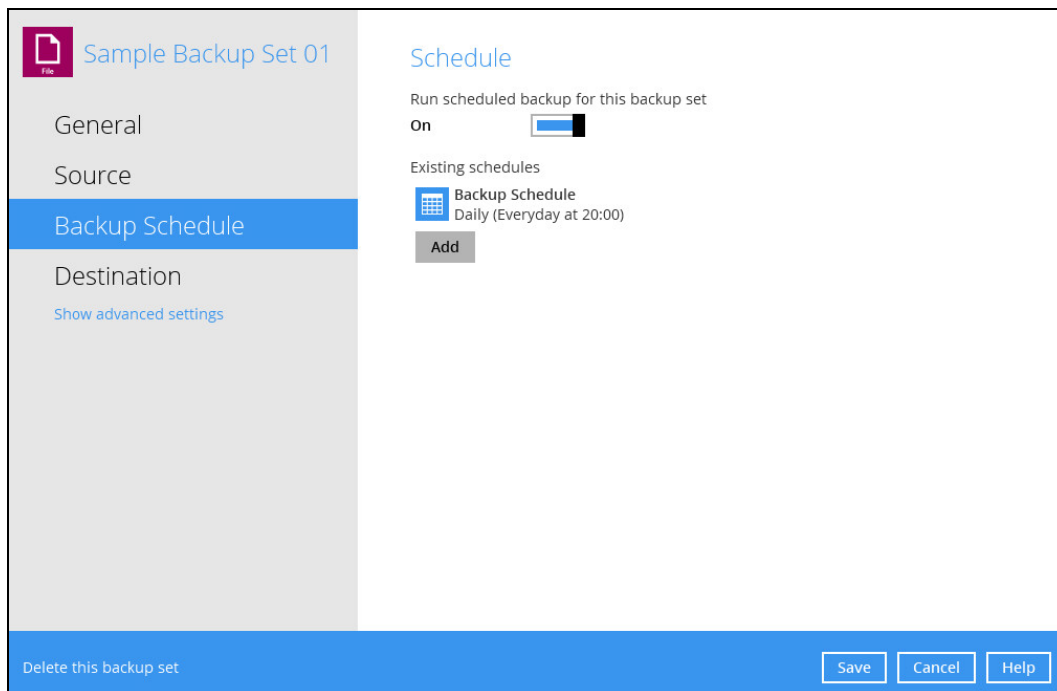 File
Sample Backup Set 01
General
Source
Backup Schedule
Destination
Show advanced settings
Schedule
Run scheduled backup for this backup set
On
Existing schedules
Backup Schedule
Daily (Everyday at 20:00)
Add
Delete this backup set
Save
Cancel
Help